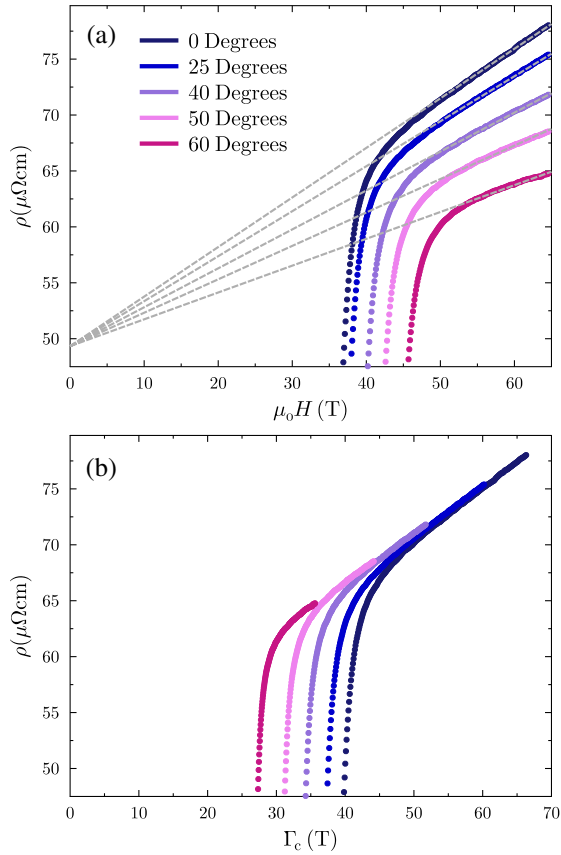 (a)
0 Degrees
25 Degrees
40 Degrees
50 Degrees
60 Degrees
75
70
65
60
55
50
ρ(μΩcm)
0 10 20 30 40 50 60
μ₀H (T)
(b)
75
70
65
60
55
50
ρ(μΩcm)
0 10 20 30 40 50 60 70
Γc (T)